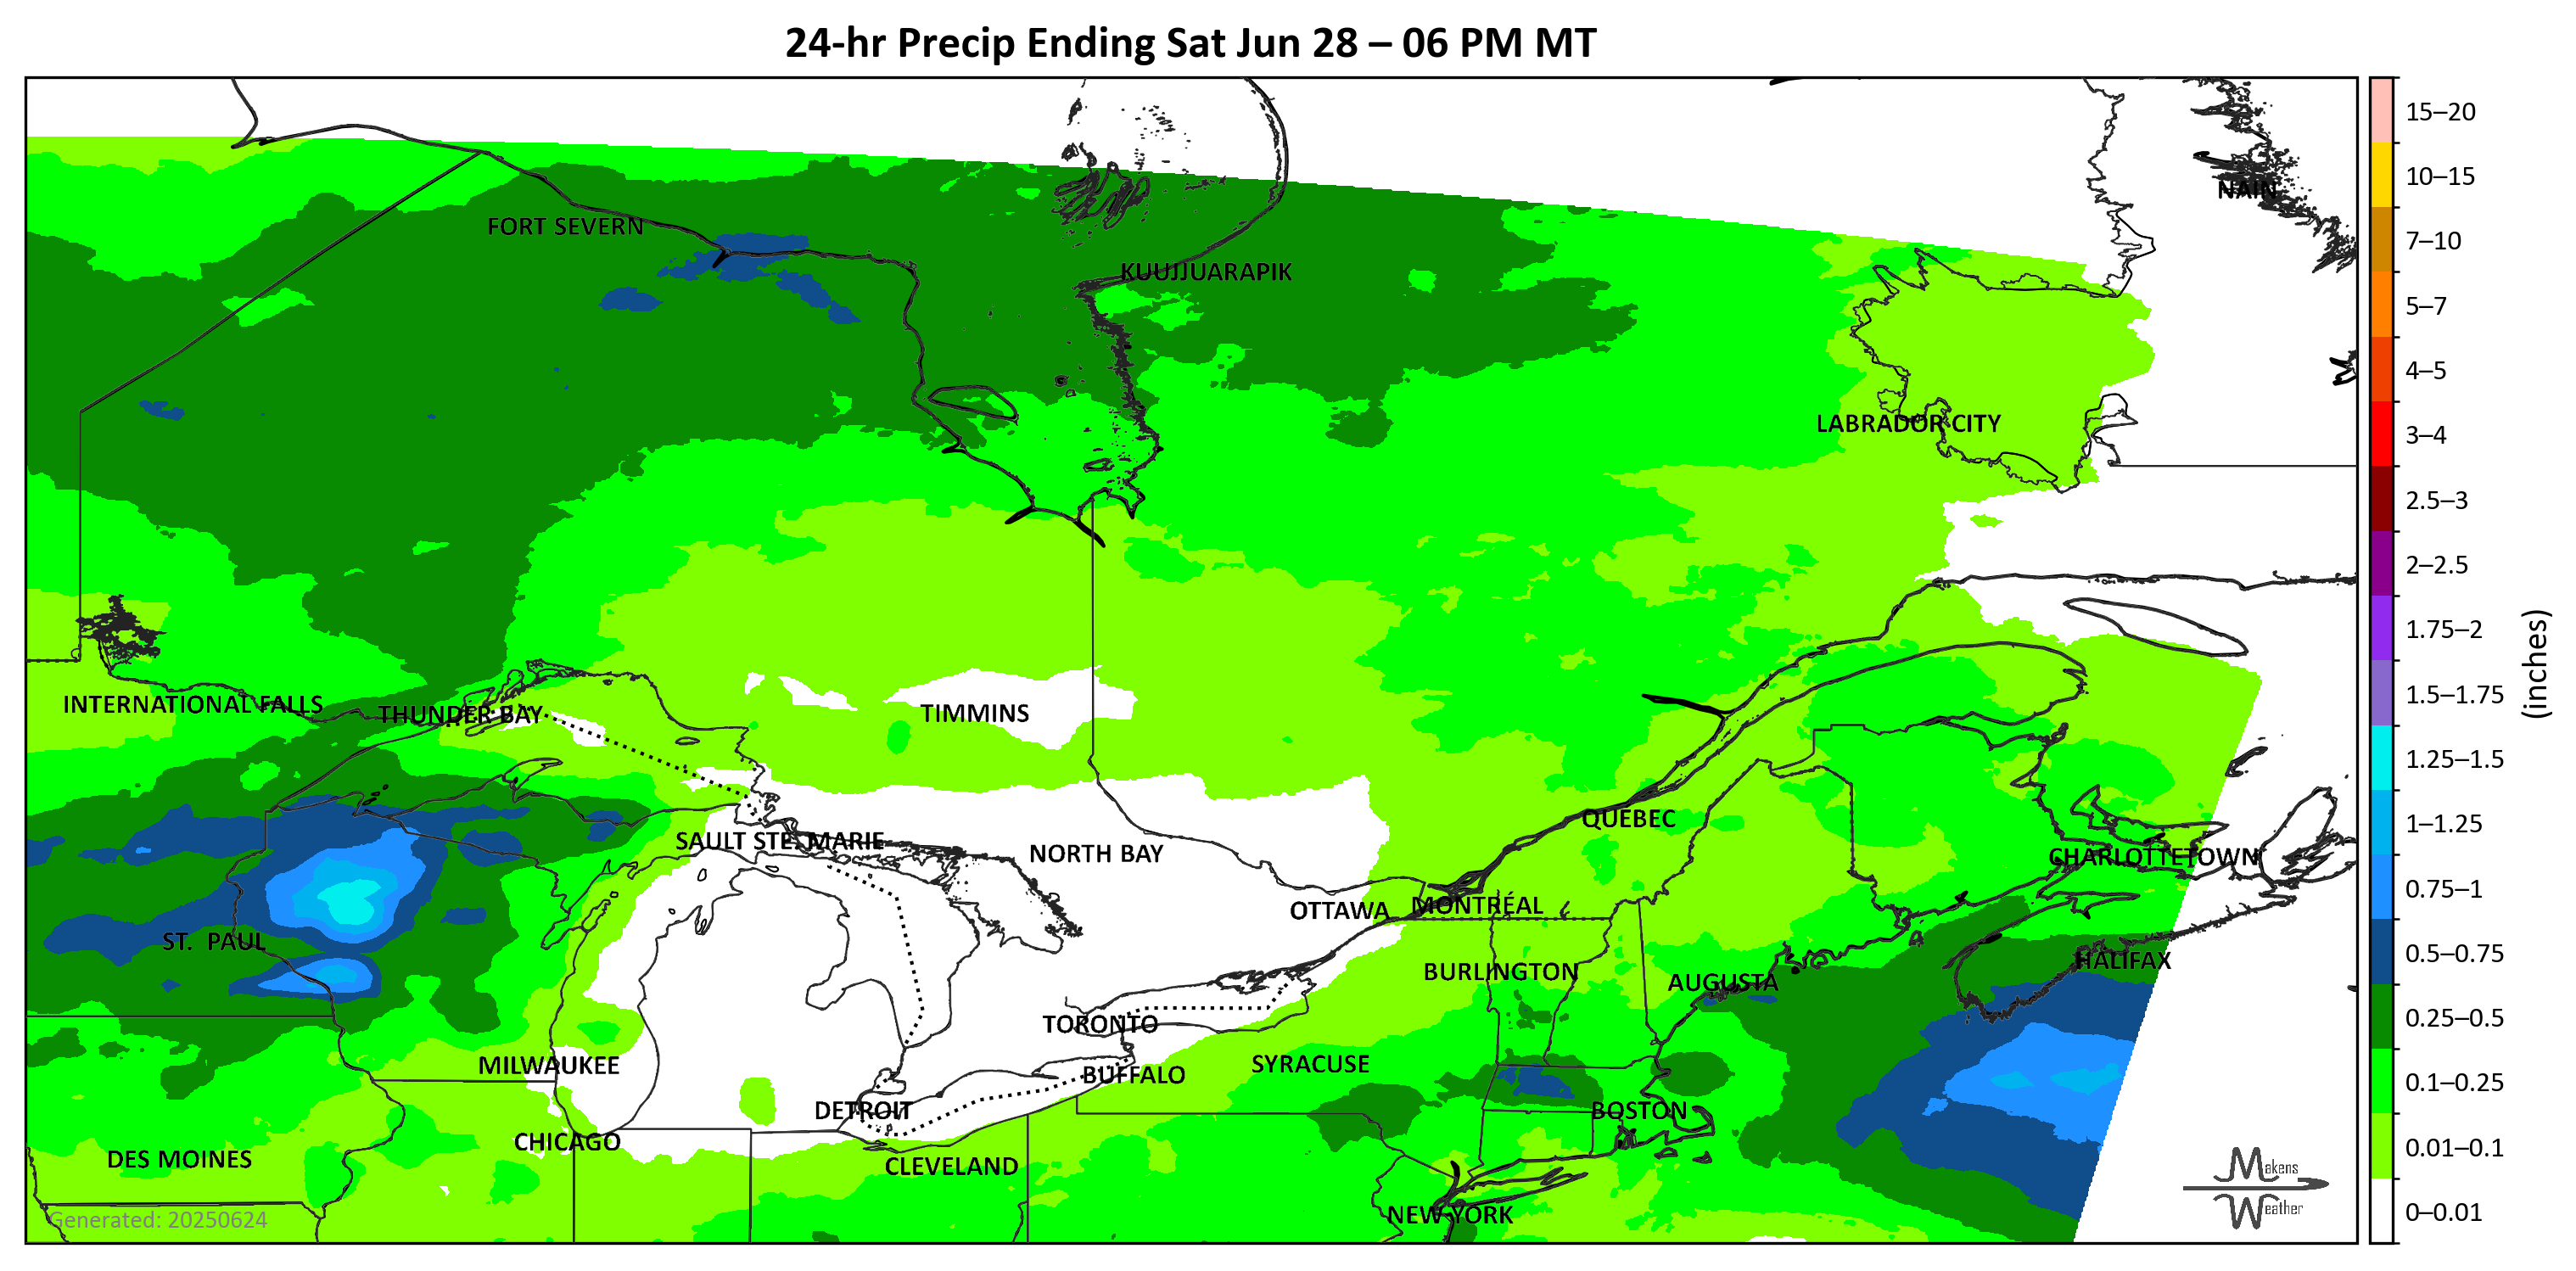 24-hr Precip Ending Sat Jun 28 – 06 PM MT
15–20
10–15
7–10
5–7
4–5
3–4
2.5–3
2–2.5
1.75–2
1.5–1.75
1.25–1.5
1–1.25
0.75–1
0.5–0.75
0.25–0.5
0.1–0.25
0.01–0.1
0–0.01
(inches)
NAIN
FORT SEVERN
KUUJJUARAPIK
LABRADOR CITY
INTERNATIONAL FALLS
THUNDER BAY
TIMMINS
QUEBEC
SAULT STE. MARIE
NORTH BAY
CHARLOTTETOWN
OTTAWA
MONTRÉAL
ST. PAUL
HALIFAX
BURLINGTON
AUGUSTA
TORONTO
MILWAUKEE
SYRACUSE
BUFFALO
DETROIT
BOSTON
CHICAGO
DES MOINES
CLEVELAND
NEW YORK
Generated: 20250624
Makens
Weather